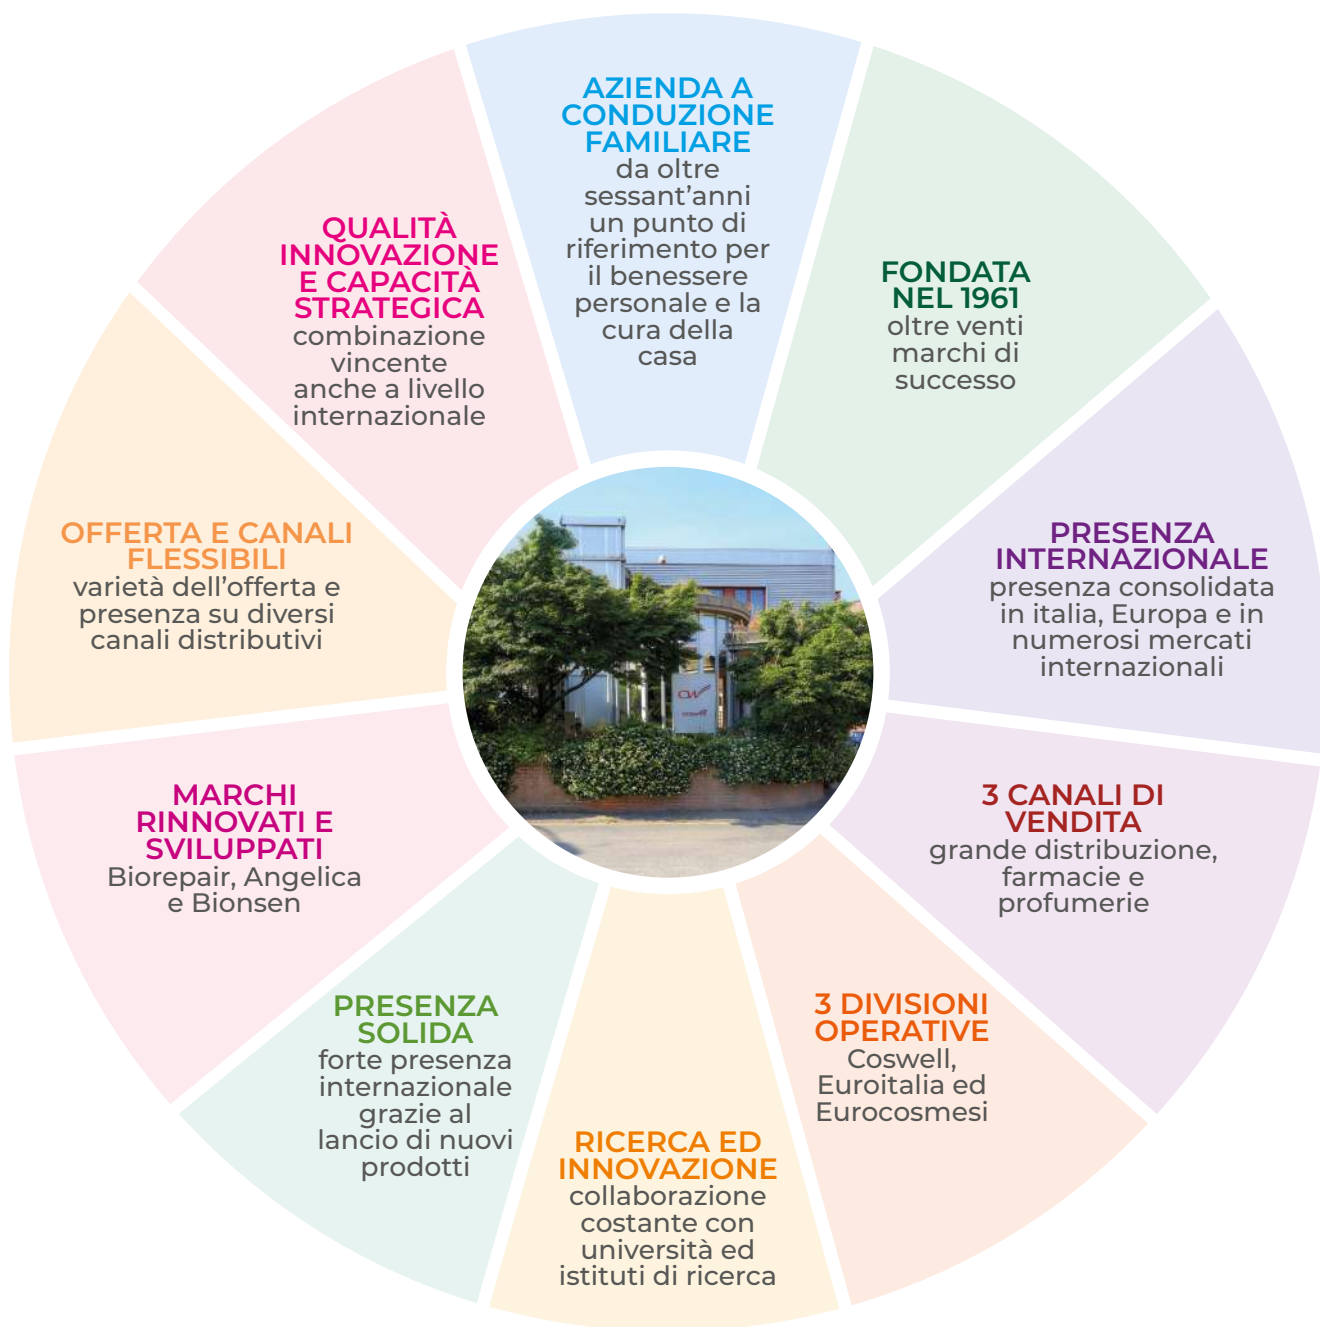 AZIENDA A
CONDUZIONE
FAMILIARE
da oltre
sessant’anni
un punto di
riferimento per
il benessere
personale e la
cura della
casa
FONDATA
NEL 1961
oltre venti
marchi di
successo
PRESENZA
INTERNAZIONALE
presenza consolidata
in italia, Europa e in
numerosi mercati
internazionali
3 CANALI DI
VENDITA
grande distribuzione,
farmacie e
profumerie
3 DIVISIONI
OPERATIVE
Coswell,
Euroitalia ed
Eurocosmesi
RICERCA ED
INNOVAZIONE
collaborazione
costante con
università ed
istituti di ricerca
PRESENZA
SOLIDA
forte presenza
internazionale
grazie al
lancio di nuovi
prodotti
MARCHI
RINNOVATI E
SVILUPPATI
Biorepair, Angelica
e Bionsen
OFFERTA E CANALI
FLESSIBILI
varietà dell’offerta e
presenza su diversi
canali distributivi
QUALITÀ
INNOVAZIONE
E CAPACITÀ
STRATEGICA
combinazione
vincente
anche a livello
internazionale
CW